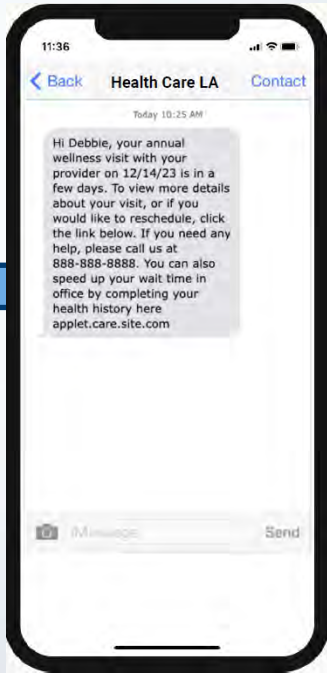 11:36
Back Health Care LA Contact
Today 10:25 AM
Hi Debbie, your annual
wellness visit with your
provider on 12/14/23 is in a
few days. To view more details
about your visit, or if you
would like to reschedule, click
the link below. If you need any
help, please call us at
888-888-8888. You can also
speed up your wait time in
office by completing your
health history here
applet.care.site.com
iMessage Send